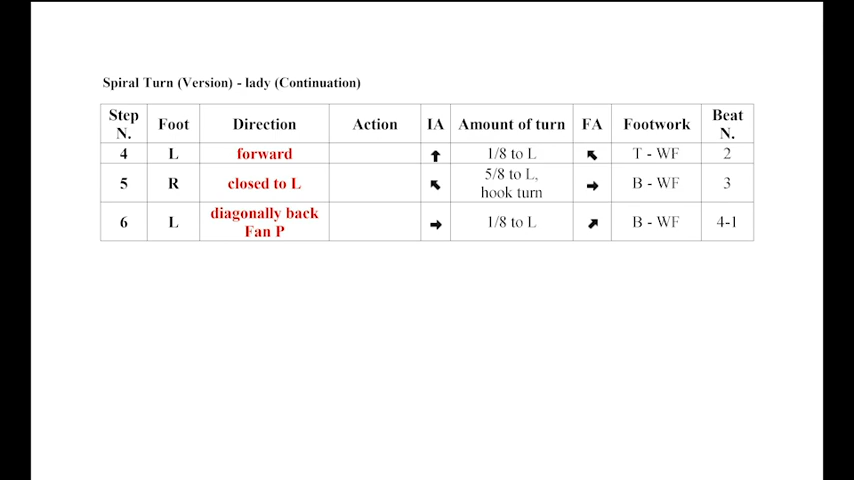 Spiral Turn (Version) - lady (Continuation)
Step N. Foot Direction Action IA Amount of turn FA Footwork Beat N.
4 L forward ⬆ 1/8 to L ⬉ T - WF 2
5 R closed to L ⬉ 5/8 to L, hook turn ➡ B - WF 3
6 L diagonally back Fan P ➡ 1/8 to L ⬈ B - WF 4-1